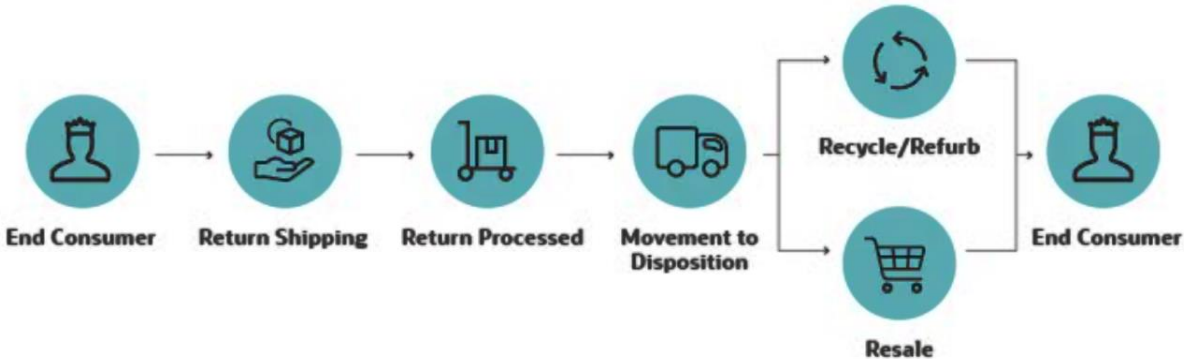 End Consumer
Return Shipping
Return Processed
Movement to
Disposition
Recycle/Refurb
Resale
End Consumer